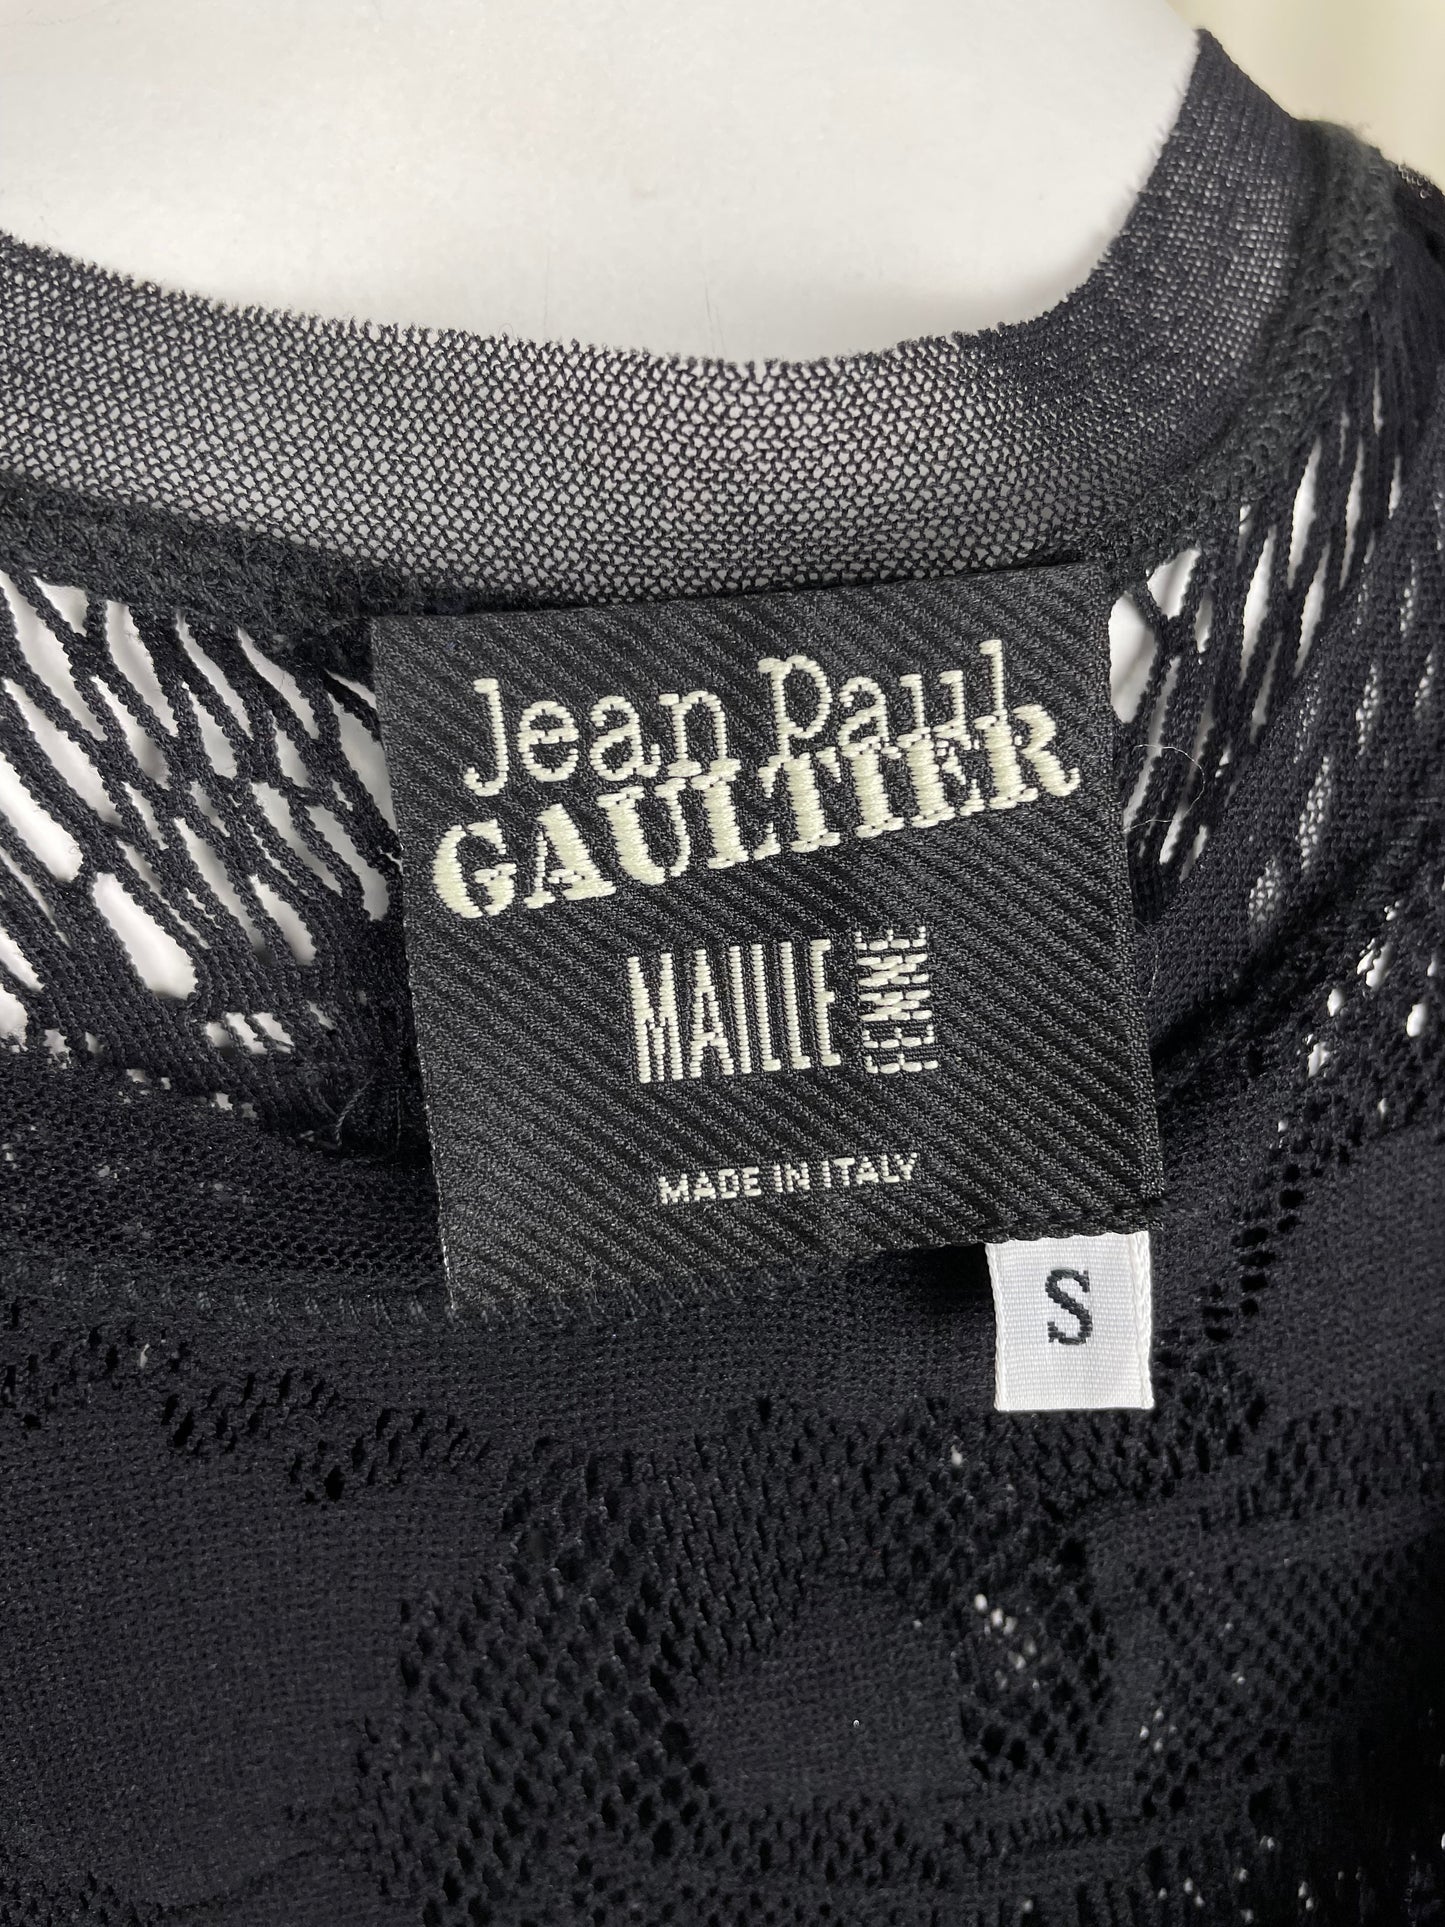 Jean Paul
GAULTIER
MAILLE FEMME
MADE IN ITALY
S